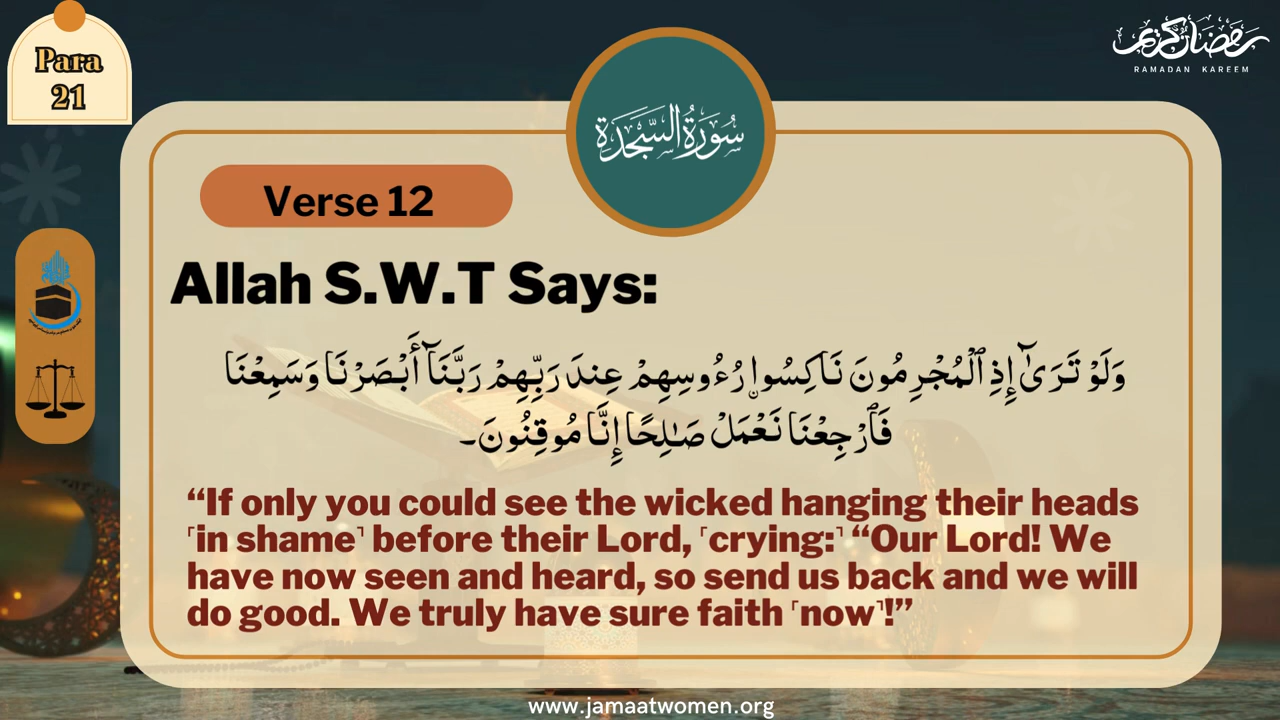 Para
21
رمضان كريم
RAMADAN KAREEM
سُورَةُ السَّجْدَةِ
Verse 12
Allah S.W.T Says:
وَلَوْ تَرَىٰٓ إِذِ ٱلْمُجْرِمُونَ نَاكِسُوا۟ رُءُوسِهِمْ عِندَ رَبِّهِمْ رَبَّنَآ أَبْصَرْنَا وَسَمِعْنَا
فَٱرْجِعْنَا نَعْمَلْ صَـٰلِحًا إِنَّا مُوقِنُونَ۔
“If only you could see the wicked hanging their heads
˹in shame˺ before their Lord, ˹crying:˺ “Our Lord! We
have now seen and heard, so send us back and we will
do good. We truly have sure faith ˹now˺!”
www.jamaatwomen.org